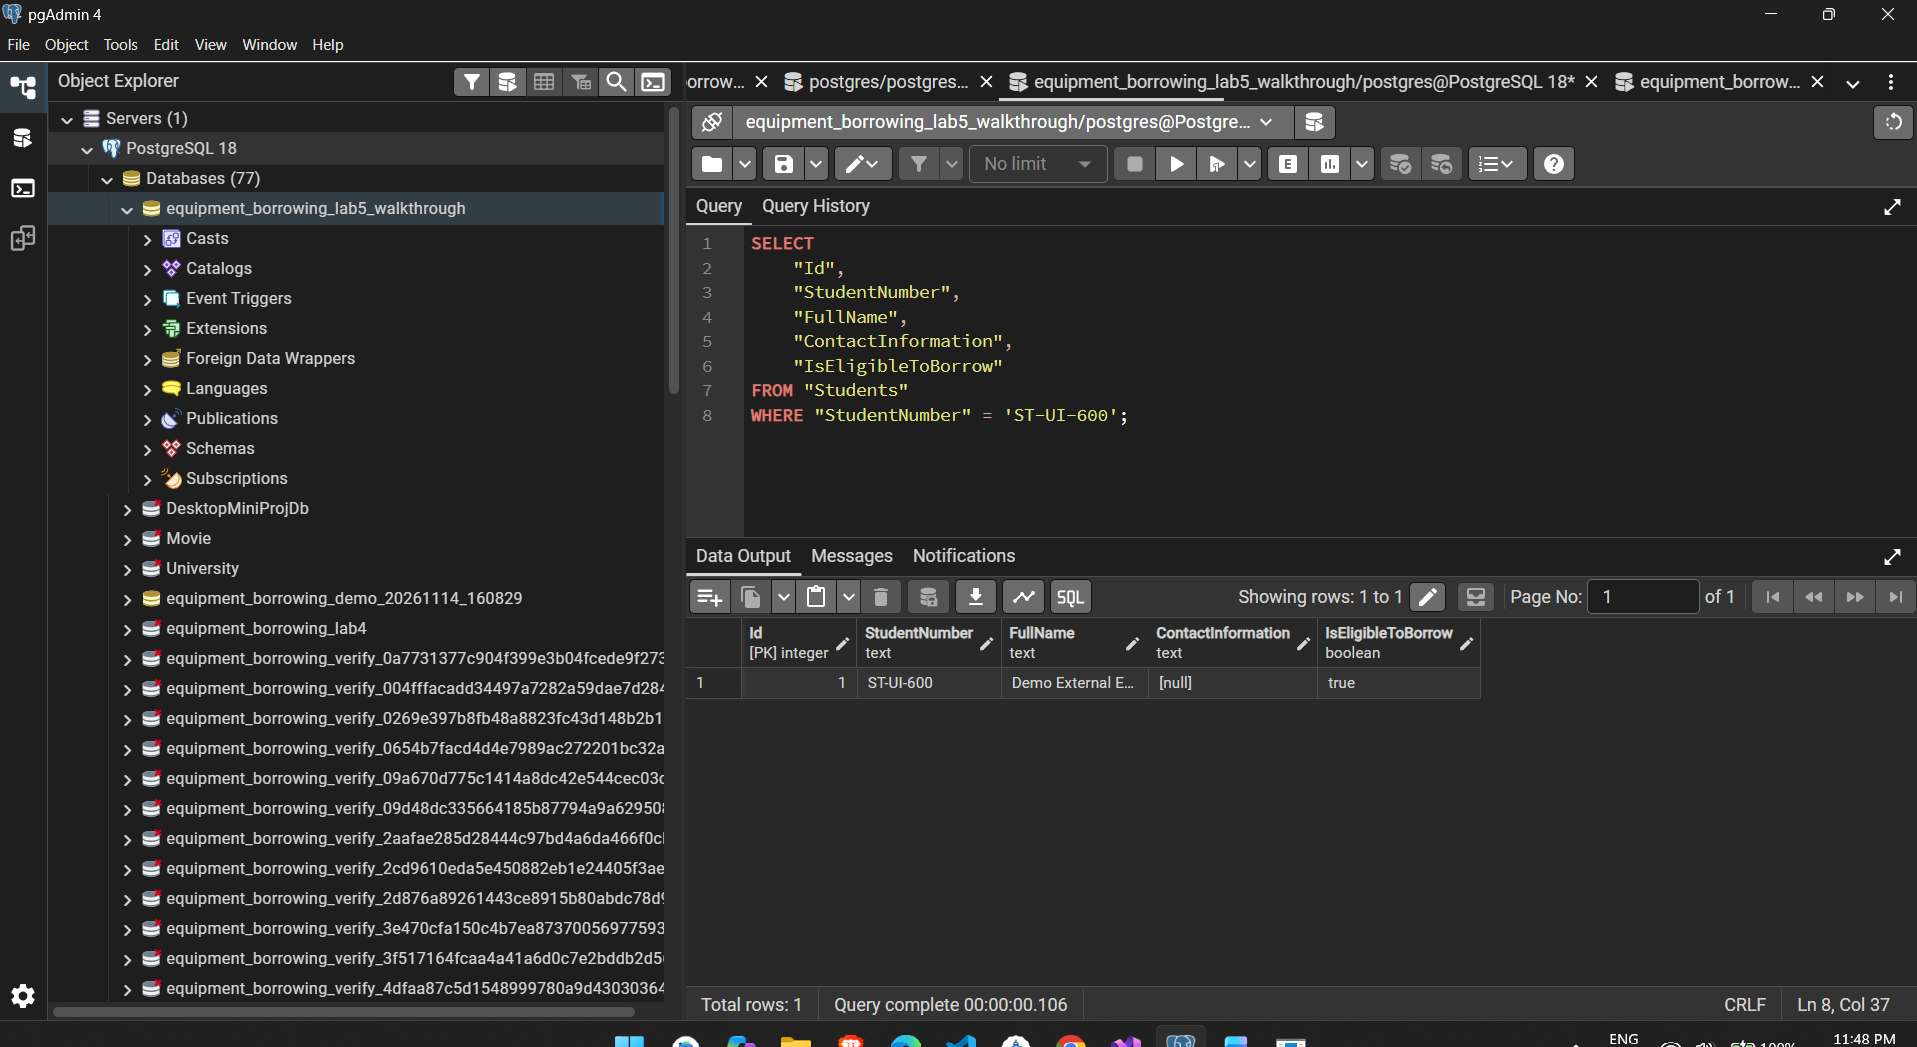 pgAdmin 4
File Object Tools Edit View Window Help
Object Explorer
Servers (1)
PostgreSQL 18
Databases (77)
equipment_borrowing_lab5_walkthrough
Casts
Catalogs
Event Triggers
Extensions
Foreign Data Wrappers
Languages
Publications
Schemas
Subscriptions
DesktopMiniProjDb
Movie
University
equipment_borrowing_demo_20261114_160829
equipment_borrowing_lab4
equipment_borrowing_verify_0a7731377c904f399e3b04fcede9f273
equipment_borrowing_verify_004fffacadd34497a7282a59dae7d284
equipment_borrowing_verify_0269e397b8fb48a8823fc43d148b2b1
equipment_borrowing_verify_0654b7facd4d4e7989ac272201bc32a
equipment_borrowing_verify_09a670d775c1414a8dc42e544cec03c
equipment_borrowing_verify_09d48dc335664185b87794a9a62950
equipment_borrowing_verify_2aafae285d28444c97bd4a6da466f0c
equipment_borrowing_verify_2cd9610eda5e450882eb1e24405f3ae
equipment_borrowing_verify_2d876a89261443ce8915b80abdc78d
equipment_borrowing_verify_3e470cfa150c4b7ea87370056977593
equipment_borrowing_verify_3f517164fcaa4a41a6d0c7e2bddb2d5
equipment_borrowing_verify_4dfaa87c5d1548999780a9d43030364
orrow... postgres/postgres... equipment_borrowing_lab5_walkthrough/postgres@PostgreSQL 18* equipment_borrow...
equipment_borrowing_lab5_walkthrough/postgres@Postgre...
No limit
E
Query Query History
1 SELECT
2 "Id",
3 "StudentNumber",
4 "FullName",
5 "ContactInformation",
6 "IsEligibleToBorrow"
7 FROM "Students"
8 WHERE "StudentNumber" = 'ST-UI-600';
Data Output Messages Notifications
SQL Showing rows: 1 to 1 Page No: 1 of 1
Id StudentNumber FullName ContactInformation IsEligibleToBorrow
[PK] integer text text text boolean
1 1 ST-UI-600 Demo External E... [null] true
Total rows: 1 Query complete 00:00:00.106 CRLF Ln 8, Col 37
ENG 11:48 PM